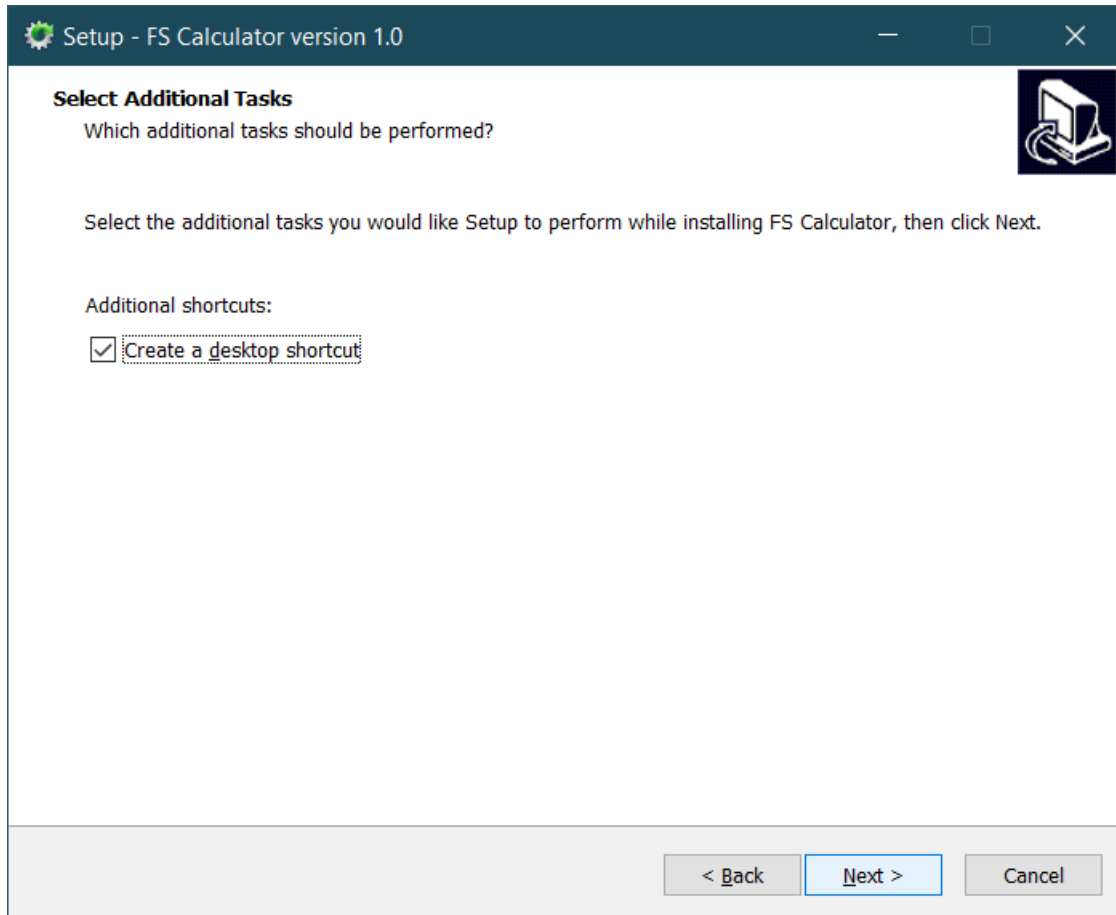 Setup - FS Calculator version 1.0
Select Additional Tasks
Which additional tasks should be performed?
Select the additional tasks you would like Setup to perform while installing FS Calculator, then click Next.
Additional shortcuts:
Create a desktop shortcut
< Back
Next >
Cancel